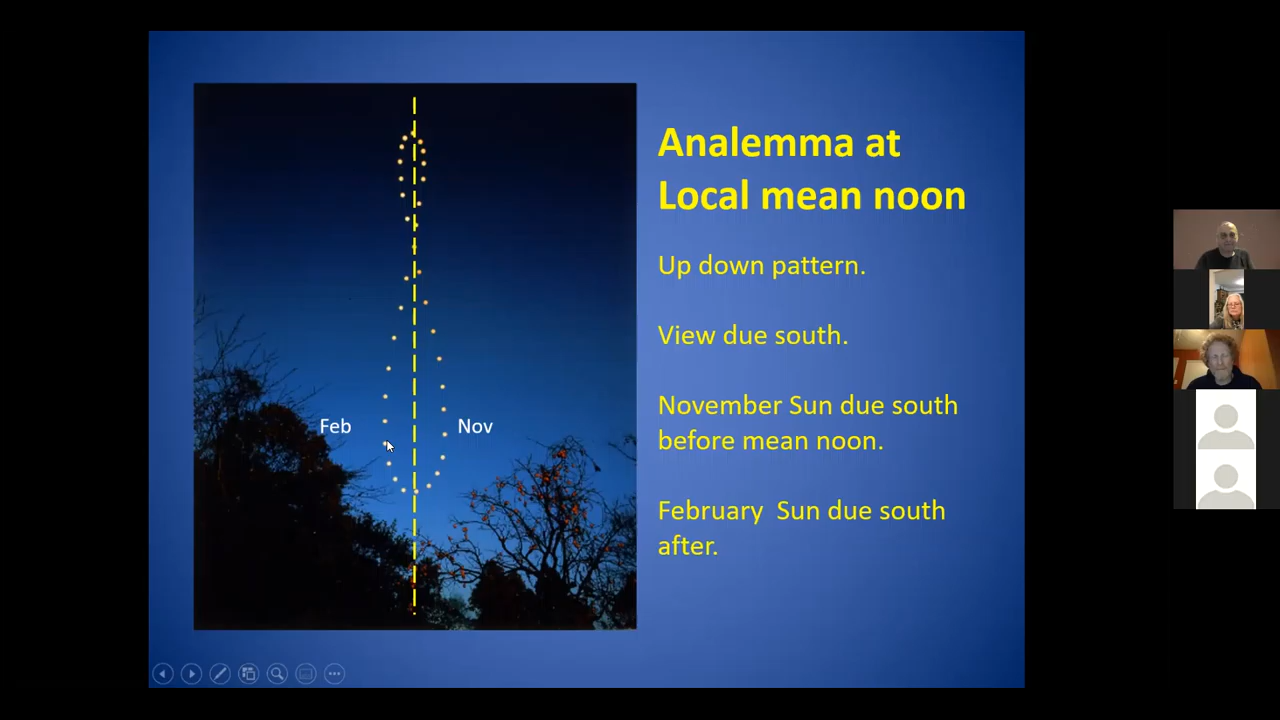 Analemma at
Local mean noon
Up down pattern.
View due south.
November Sun due south
before mean noon.
February  Sun due south
after.
Feb
Nov